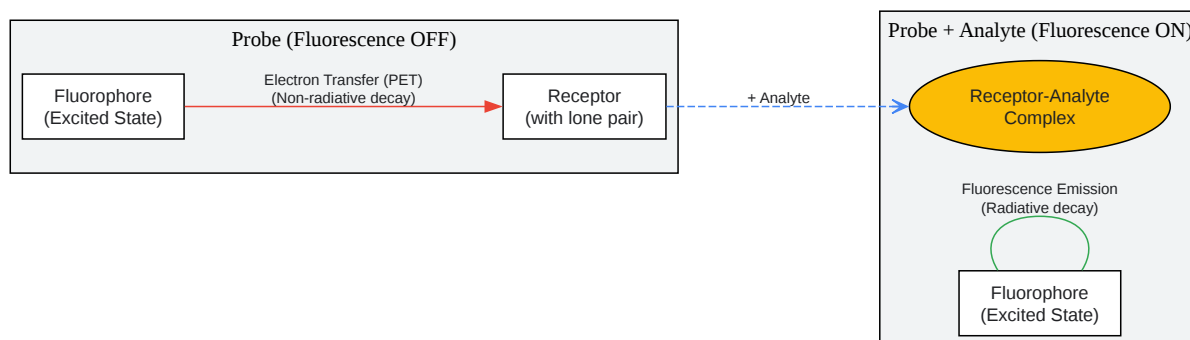 Probe (Fluorescence OFF)
Fluorophore
(Excited State)
Electron Transfer (PET)
(Non-radiative decay)
Receptor
(with lone pair)
+ Analyte
Probe + Analyte (Fluorescence ON)
Receptor-Analyte
Complex
Fluorescence Emission
(Radiative decay)
Fluorophore
(Excited State)